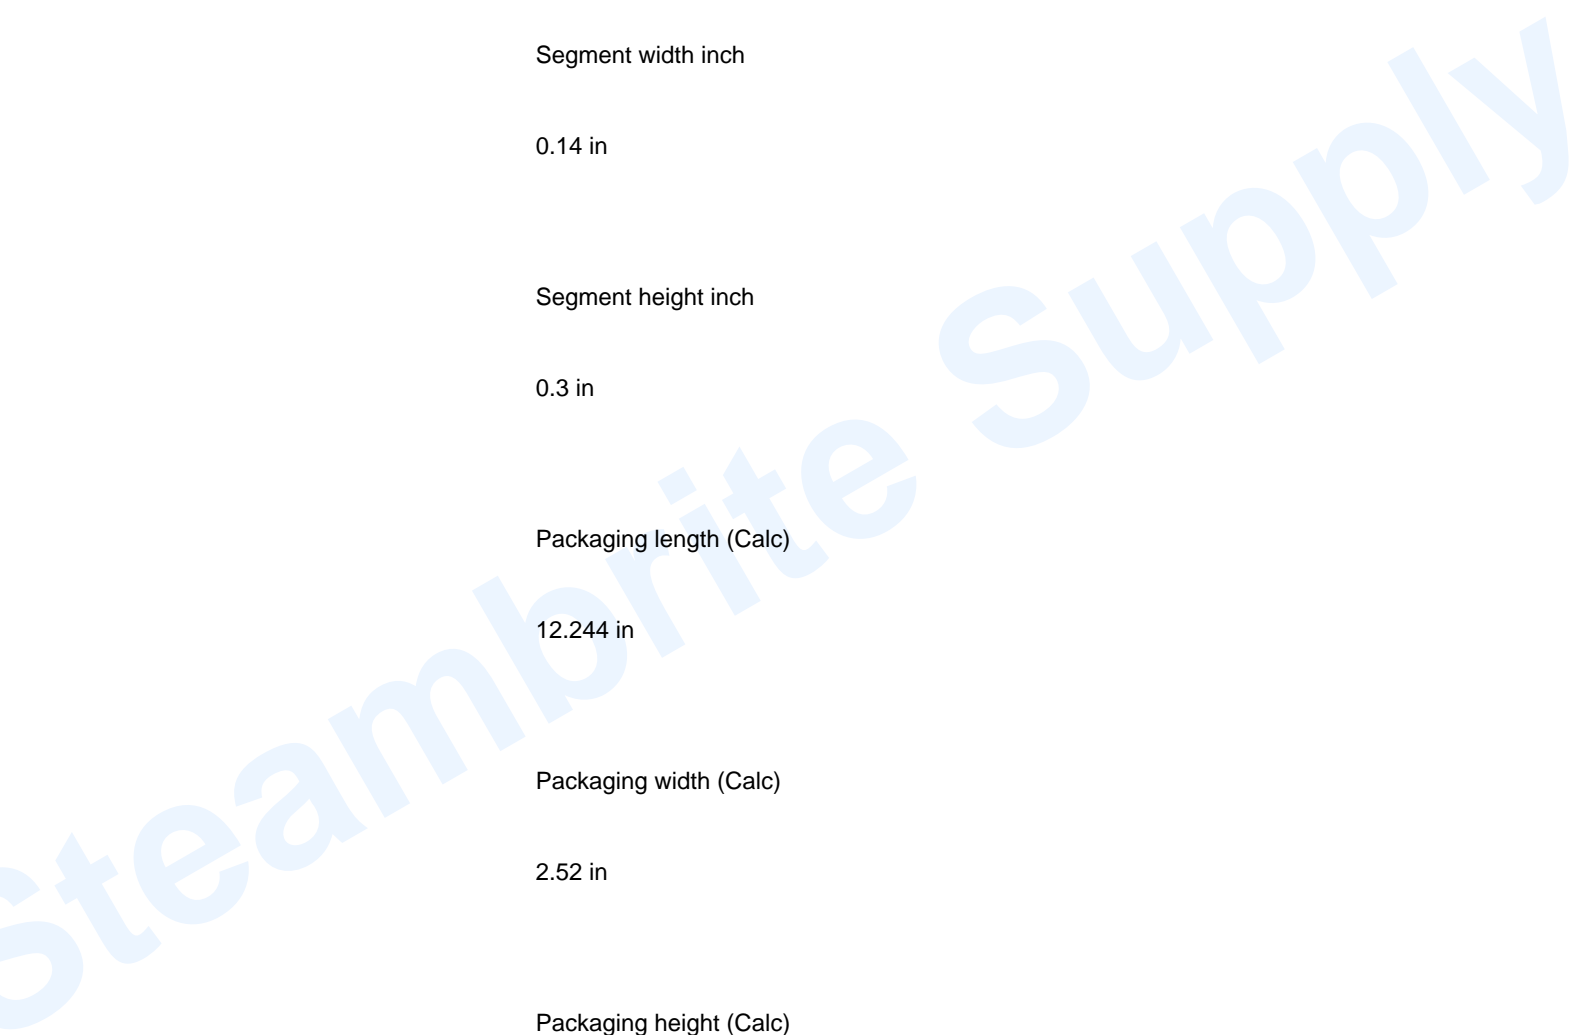 Segment width inch
0.14 in
Segment height inch
0.3 in
Packaging length (Calc)
12.244 in
Packaging width (Calc)
2.52 in
Packaging height (Calc)
Steambrite Supply